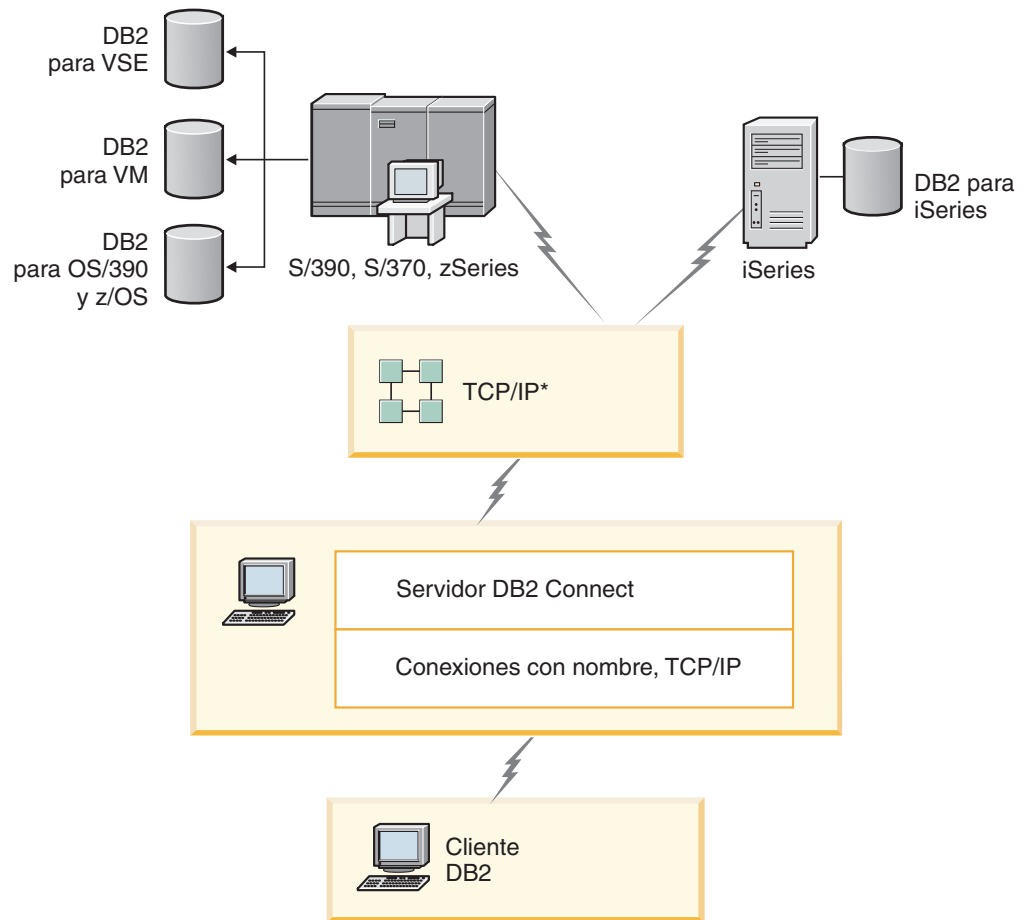 DB2
para VSE
DB2
para VM
DB2
para OS/390
y z/OS
S/390, S/370, zSeries
DB2 para
iSeries
iSeries
TCP/IP*
Servidor DB2 Connect
Conexiones con nombre, TCP/IP
Cliente
DB2